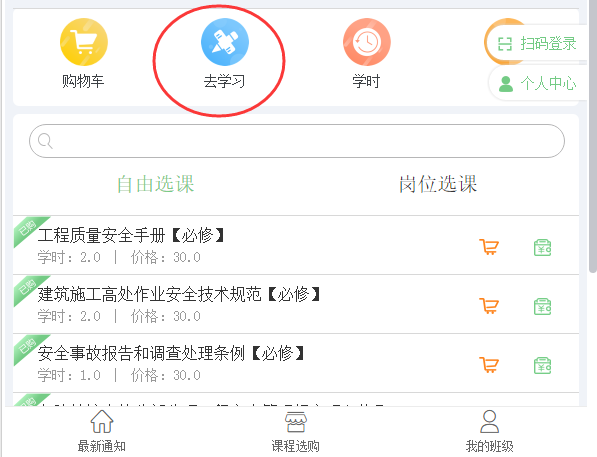 扫码登录
购物车 去学习 学时
个人中心
自由选课 岗位选课
已购
工程质量安全手册【必修】
学时：2.0 | 价格：30.0
已购
建筑施工高处作业安全技术规范【必修】
学时：2.0 | 价格：30.0
已购
安全事故报告和调查处理条例【必修】
学时：1.0 | 价格：30.0
最新通知 课程选购 我的班级